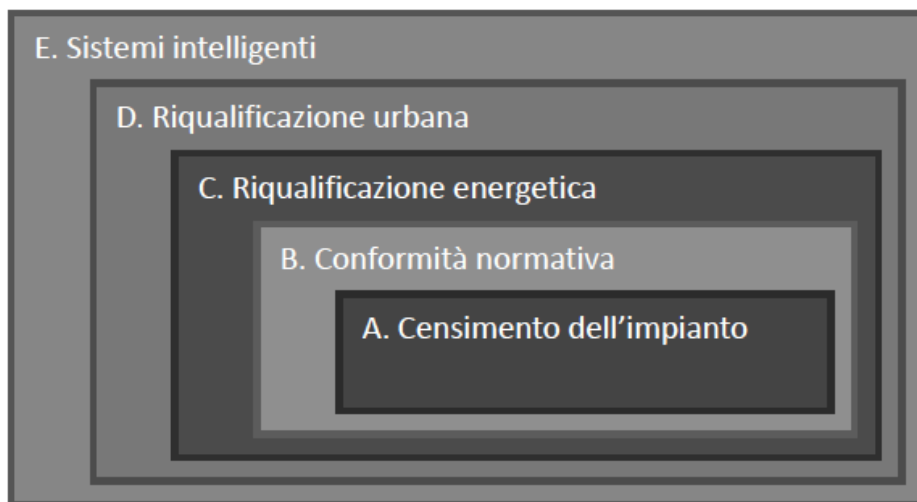 E. Sistemi intelligenti
D. Riqualificazione urbana
C. Riqualificazione energetica
B. Conformità normativa
A. Censimento dell’impianto